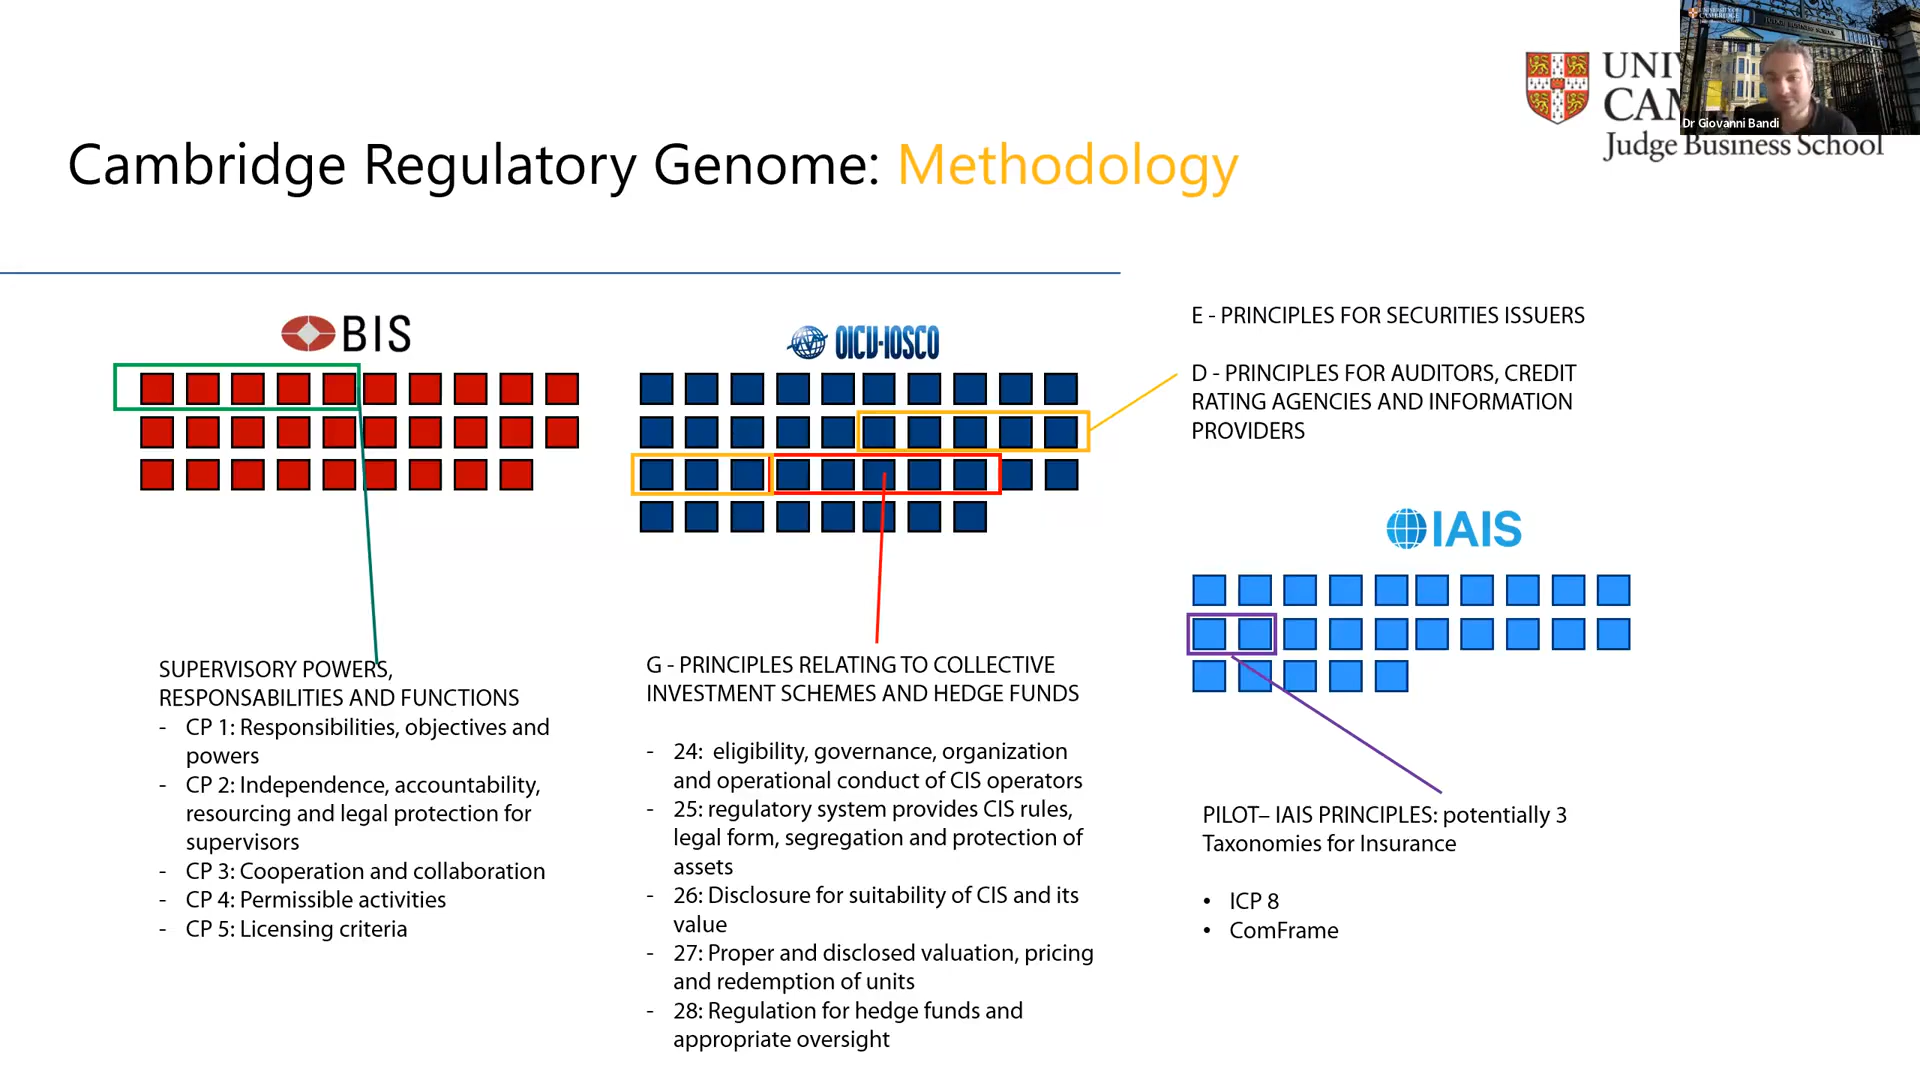 UNIVERSITY OF
CAMBRIDGE
JUDGE BUSINESS SCHOOL
Dr Giovanni Bandi
Judge Business School
Cambridge Regulatory Genome: Methodology
BIS
OICU-IOSCO
E - PRINCIPLES FOR SECURITIES ISSUERS
D - PRINCIPLES FOR AUDITORS, CREDIT
RATING AGENCIES AND INFORMATION
PROVIDERS
IAIS
SUPERVISORY POWERS,
RESPONSABILITIES AND FUNCTIONS
- CP 1: Responsibilities, objectives and
powers
- CP 2: Independence, accountability,
resourcing and legal protection for
supervisors
- CP 3: Cooperation and collaboration
- CP 4: Permissible activities
- CP 5: Licensing criteria
G - PRINCIPLES RELATING TO COLLECTIVE
INVESTMENT SCHEMES AND HEDGE FUNDS
- 24: eligibility, governance, organization
and operational conduct of CIS operators
- 25: regulatory system provides CIS rules,
legal form, segregation and protection of
assets
- 26: Disclosure for suitability of CIS and its
value
- 27: Proper and disclosed valuation, pricing
and redemption of units
- 28: Regulation for hedge funds and
appropriate oversight
PILOT– IAIS PRINCIPLES: potentially 3
Taxonomies for Insurance
• ICP 8
• ComFrame